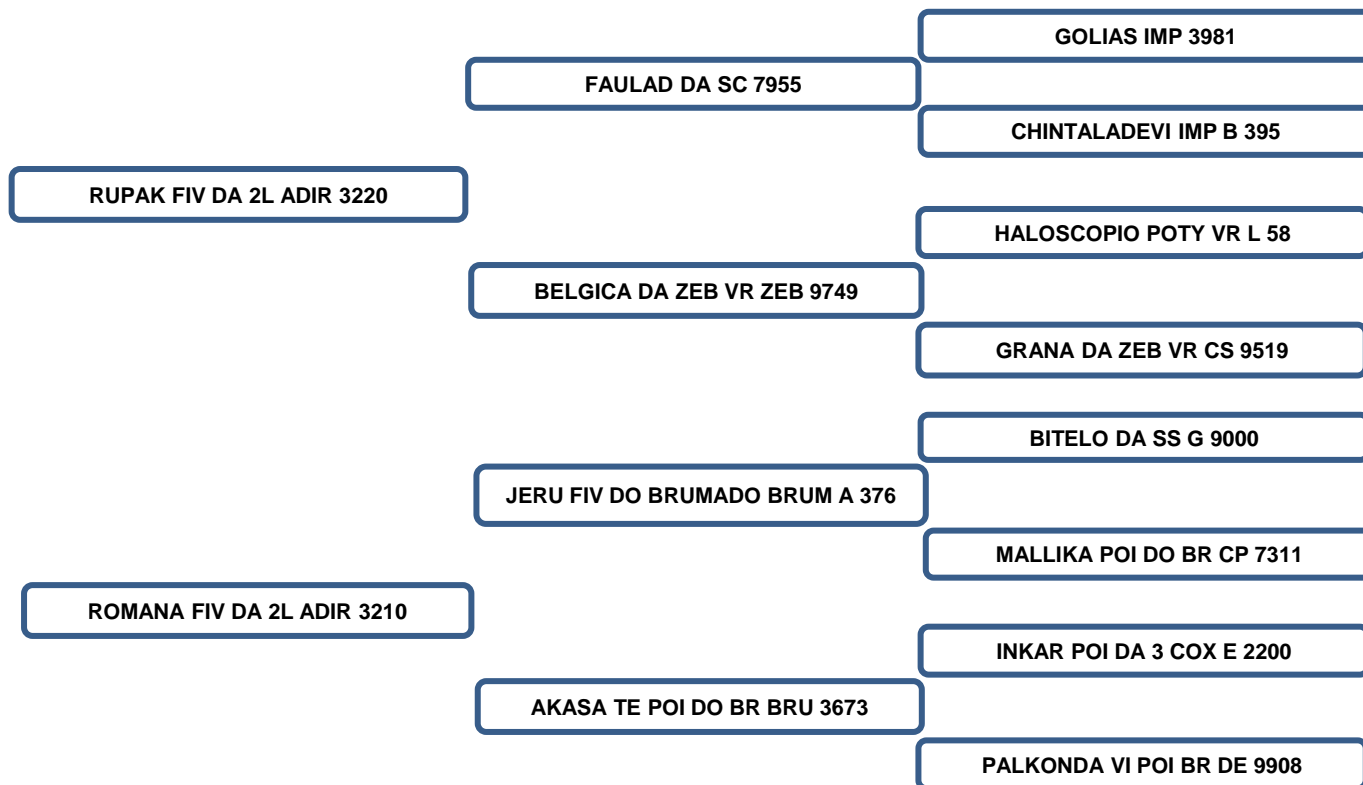 GOLIAS IMP 3981
FAULAD DA SC 7955
CHINTALADEVI IMP B 395
RUPAK FIV DA 2L ADIR 3220
HALOSCOPIO POTY VR L 58
BELGICA DA ZEB VR ZEB 9749
GRANA DA ZEB VR CS 9519
BITELO DA SS G 9000
JERU FIV DO BRUMADO BRUM A 376
MALLIKA POI DO BR CP 7311
ROMANA FIV DA 2L ADIR 3210
INKAR POI DA 3 COX E 2200
AKASA TE POI DO BR BRU 3673
PALKONDA VI POI BR DE 9908